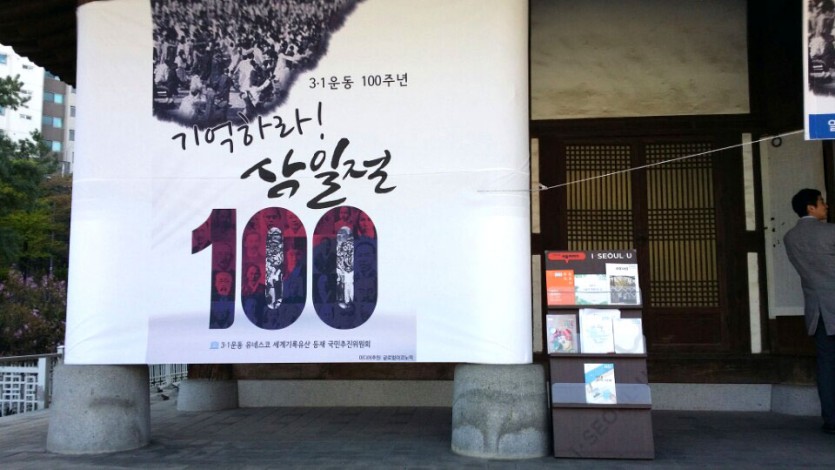 3·1운동 100주년
기억하라!
삼일절
100
3·1운동 유네스코 세계기록유산 등재 국민추진위원회
I SEOUL U
I·SEOUL·U